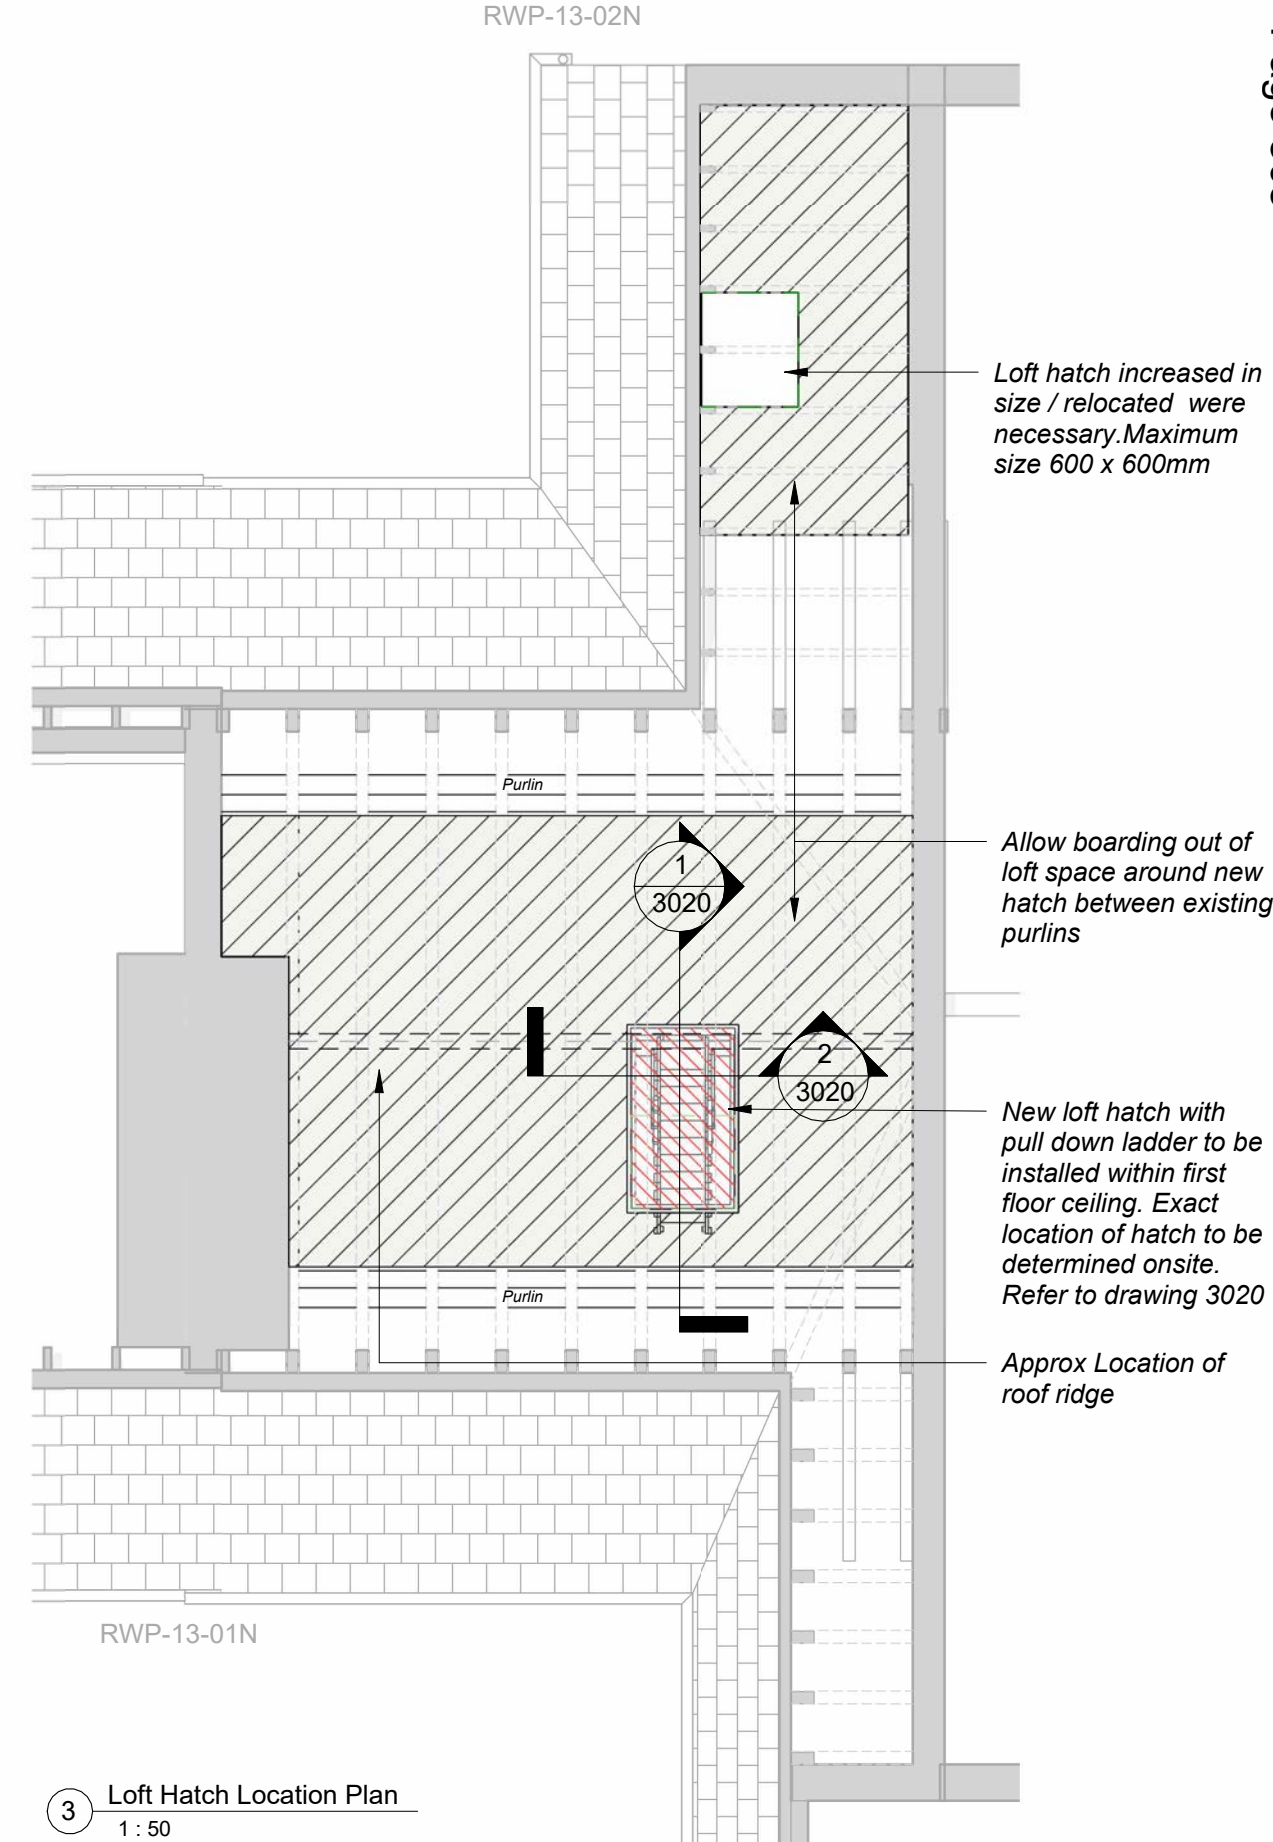 RWP-13-02N
Loft hatch increased in
size / relocated were
necessary.Maximum
size 600 x 600mm
Purlin
1
3020
Allow boarding out of
loft space around new
hatch between existing
purlins
2
3020
New loft hatch with
pull down ladder to be
installed within first
floor ceiling. Exact
location of hatch to be
determined onsite.
Refer to drawing 3020
Purlin
Approx Location of
roof ridge
RWP-13-01N
3
Loft Hatch Location Plan
1 : 50